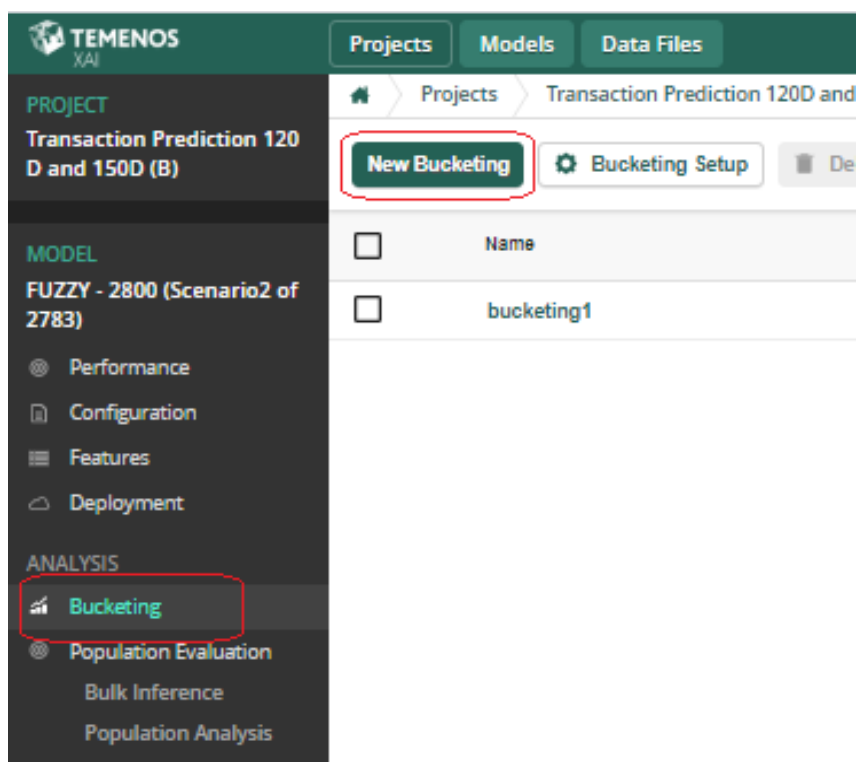 TEMENOS
XAI
Projects
Models
Data Files
PROJECT
Transaction Prediction 120
D and 150D (B)
Projects
Transaction Prediction 120D and
New Bucketing
Bucketing Setup
De
Name
bucketing1
MODEL
FUZZY - 2800 (Scenario2 of
2783)
Performance
Configuration
Features
Deployment
ANALYSIS
Bucketing
Population Evaluation
Bulk Inference
Population Analysis